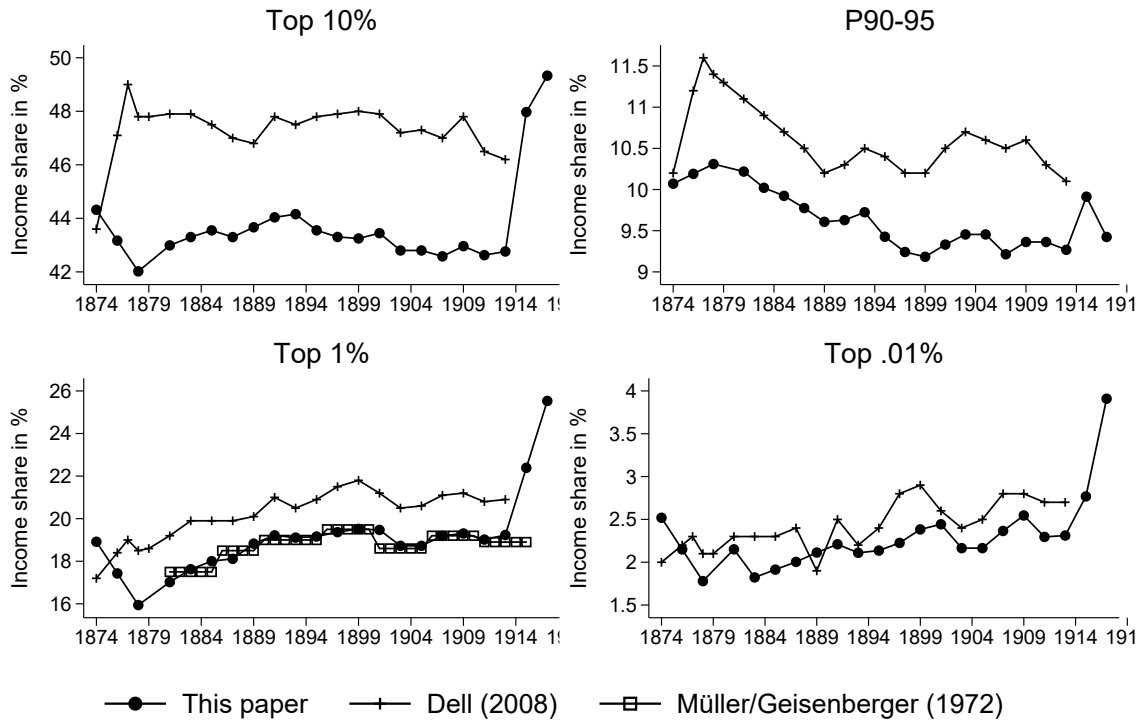 Top 10%
P90-95
Income share in %
50
48
46
44
42
1874 1879 1884 1889 1894 1899 1904 1909 1914 19
Income share in %
11.5
11
10.5
10
9.5
9
1874 1879 1884 1889 1894 1899 1904 1909 1914 191
Top 1%
Top .01%
Income share in %
26
24
22
20
18
16
1874 1879 1884 1889 1894 1899 1904 1909 1914 19
Income share in %
4
3.5
3
2.5
2
1.5
1874 1879 1884 1889 1894 1899 1904 1909 1914 191
This paper Dell (2008) Müller/Geisenberger (1972)